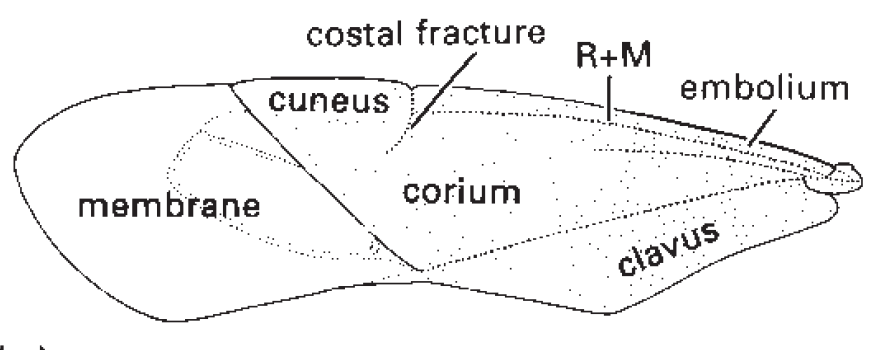 costal fracture
R+M
embolium
cuneus
corium
membrane
clavus